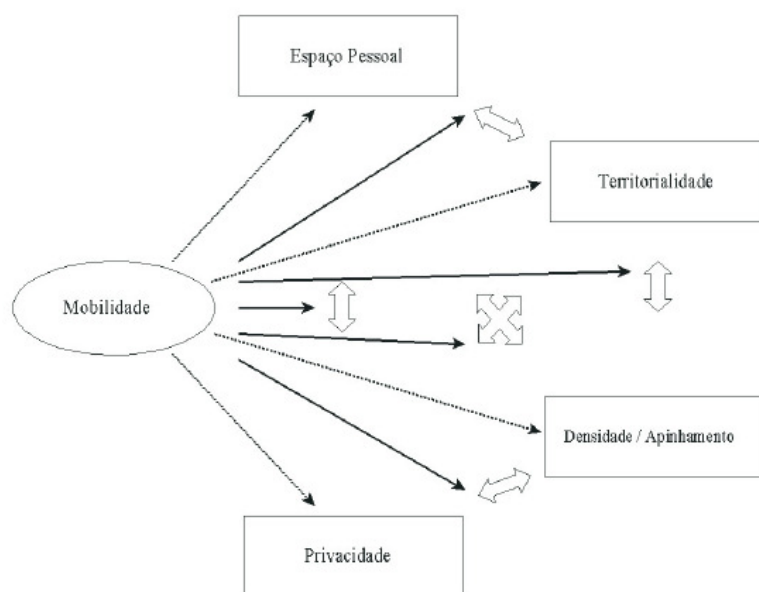 Espaço Pessoal
Territorialidade
Mobilidade
Densidade / Apinhamento
Privacidade